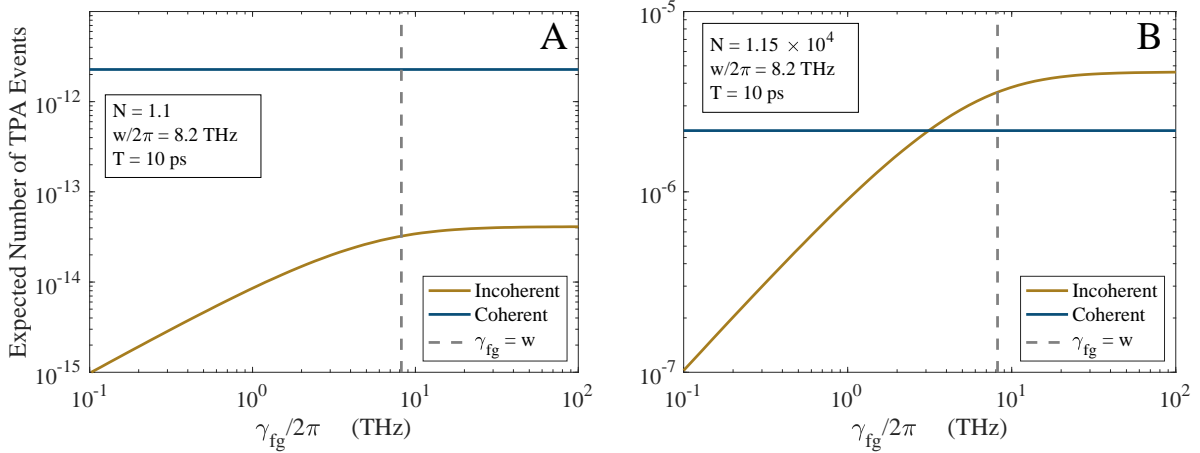 Expected Number of TPA Events
A
10^-12
10^-13
10^-14
10^-15
N = 1.1
w/2π = 8.2 THz
T = 10 ps
Incoherent
Coherent
γ_fg = w
10^-1
10^0
10^1
10^2
γ_fg/2π (THz)
B
10^-5
10^-6
10^-7
N = 1.15 × 10^4
w/2π = 8.2 THz
T = 10 ps
Incoherent
Coherent
γ_fg = w
10^-1
10^0
10^1
10^2
γ_fg/2π (THz)